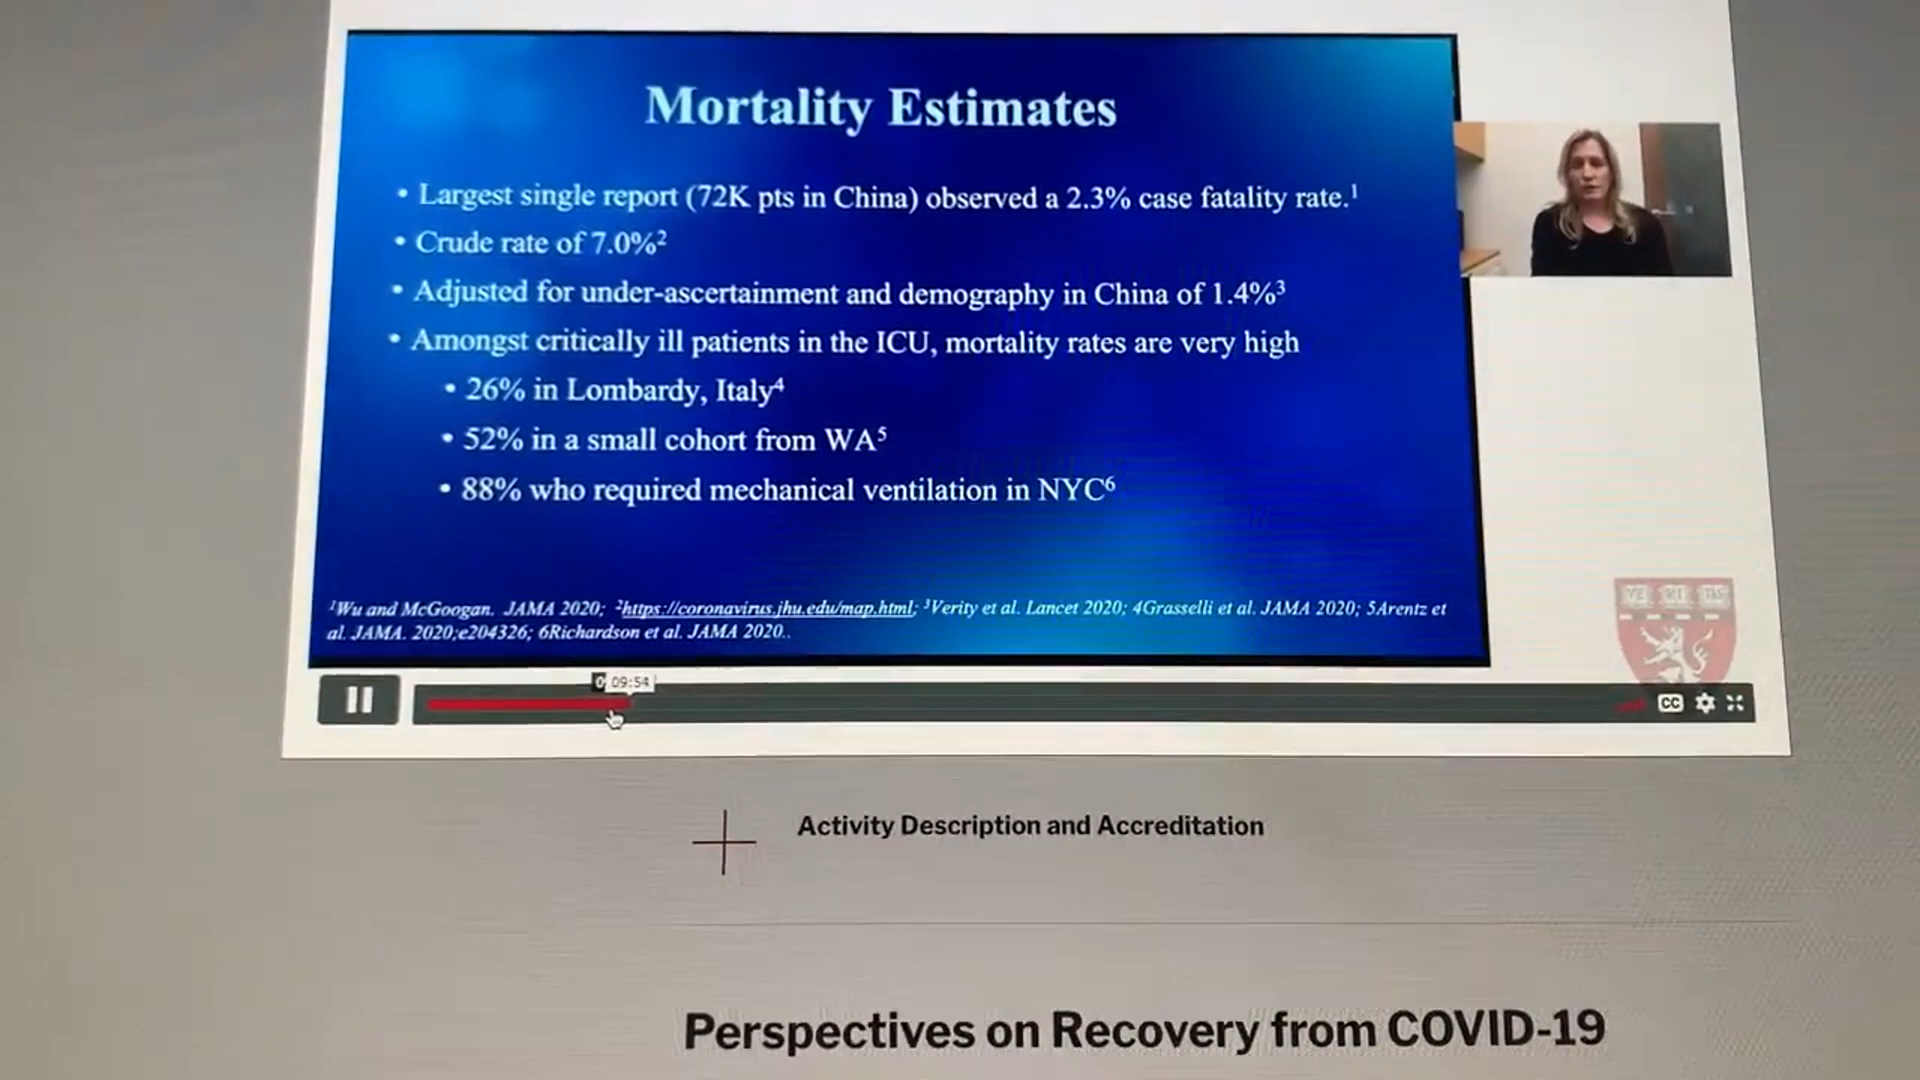 Mortality Estimates
• Largest single report (72K pts in China) observed a 2.3% case fatality rate.¹
• Crude rate of 7.0%²
• Adjusted for under-ascertainment and demography in China of 1.4%³
• Amongst critically ill patients in the ICU, mortality rates are very high
• 26% in Lombardy, Italy⁴
• 52% in a small cohort from WA⁵
• 88% who required mechanical ventilation in NYC⁶
¹Wu and McGoogan. JAMA 2020; ²https://coronavirus.jhu.edu/map.html; ³Verity et al. Lancet 2020; 4Grasselli et al. JAMA 2020; 5Arentz et
al. JAMA. 2020;e204326; 6Richardson et al. JAMA 2020..
VE RI TAS
09:54
CC
Activity Description and Accreditation
Perspectives on Recovery from COVID-19